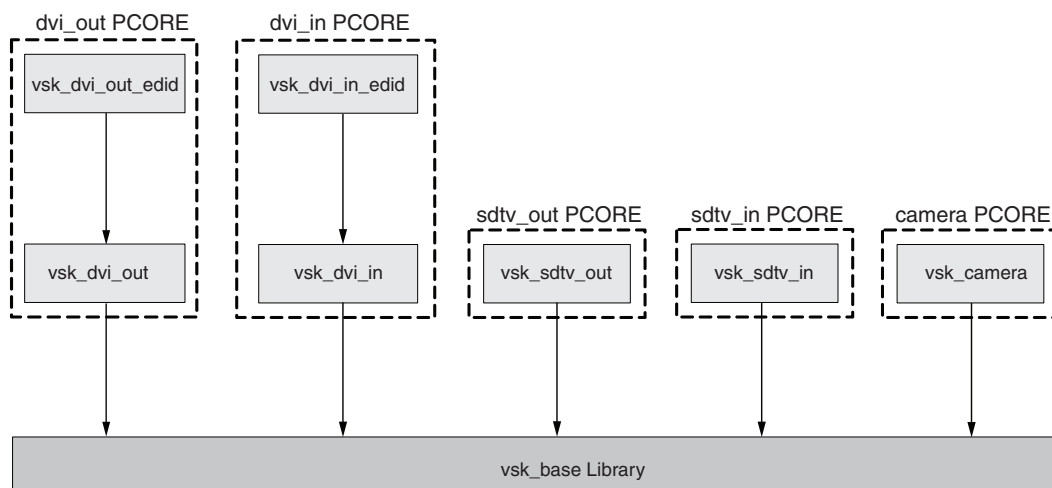 dvi_out PCORE
dvi_in PCORE
vsk_dvi_out_edid
vsk_dvi_in_edid
sdtv_out PCORE
sdtv_in PCORE
camera PCORE
vsk_dvi_out
vsk_dvi_in
vsk_sdtv_out
vsk_sdtv_in
vsk_camera
vsk_base Library